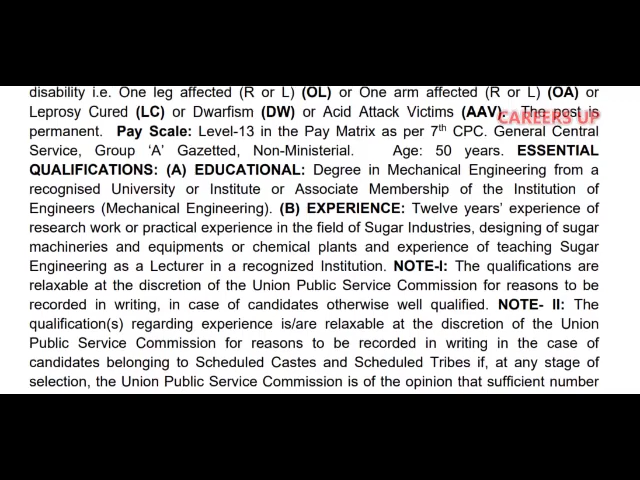 disability i.e. One leg affected (R or L) (OL) or One arm affected (R or L) (OA) or
Leprosy Cured (LC) or Dwarfism (DW) or Acid Attack Victims (AAV). The post is
CAREERS UP
permanent. Pay Scale: Level-13 in the Pay Matrix as per 7th CPC. General Central
Service, Group ‘A’ Gazetted, Non-Ministerial. Age: 50 years. ESSENTIAL
QUALIFICATIONS: (A) EDUCATIONAL: Degree in Mechanical Engineering from a
recognised University or Institute or Associate Membership of the Institution of
Engineers (Mechanical Engineering). (B) EXPERIENCE: Twelve years’ experience of
research work or practical experience in the field of Sugar Industries, designing of sugar
machineries and equipments or chemical plants and experience of teaching Sugar
Engineering as a Lecturer in a recognized Institution. NOTE-I: The qualifications are
relaxable at the discretion of the Union Public Service Commission for reasons to be
recorded in writing, in case of candidates otherwise well qualified. NOTE- II: The
qualification(s) regarding experience is/are relaxable at the discretion of the Union
Public Service Commission for reasons to be recorded in writing in the case of
candidates belonging to Scheduled Castes and Scheduled Tribes if, at any stage of
selection, the Union Public Service Commission is of the opinion that sufficient number